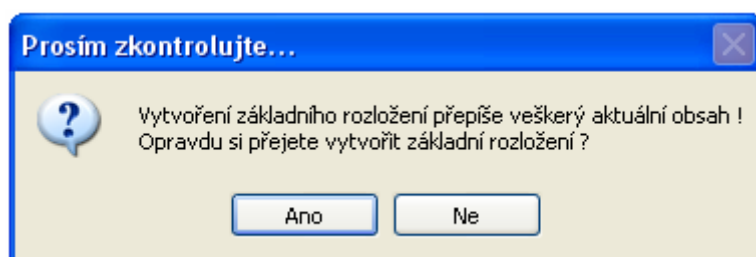 Prosím zkontrolujte...
Vytvoření základního rozložení přepíše veškerý aktuální obsah !
Opravdu si přejete vytvořit základní rozložení ?
Ano Ne